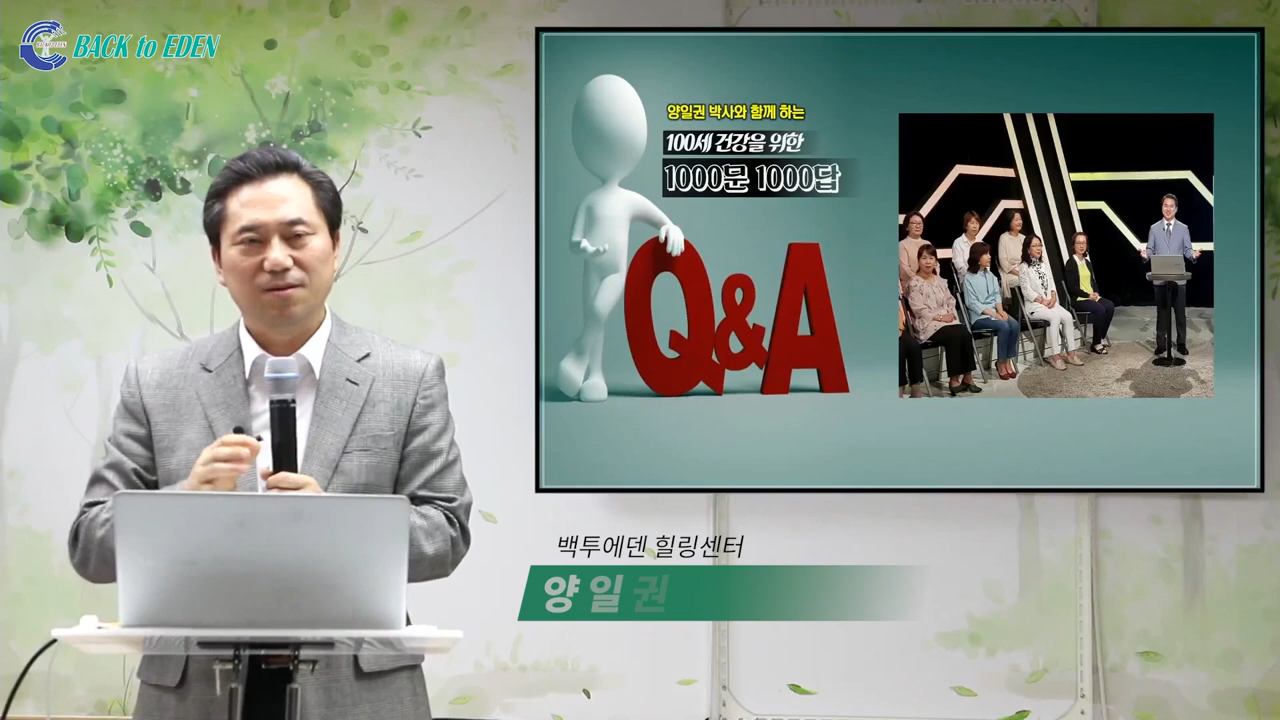 BACK to EDEN
양일권 박사와 함께 하는
100세 건강을 위한
1000문 1000답
Q&A
백투에덴 힐링센터
양일권